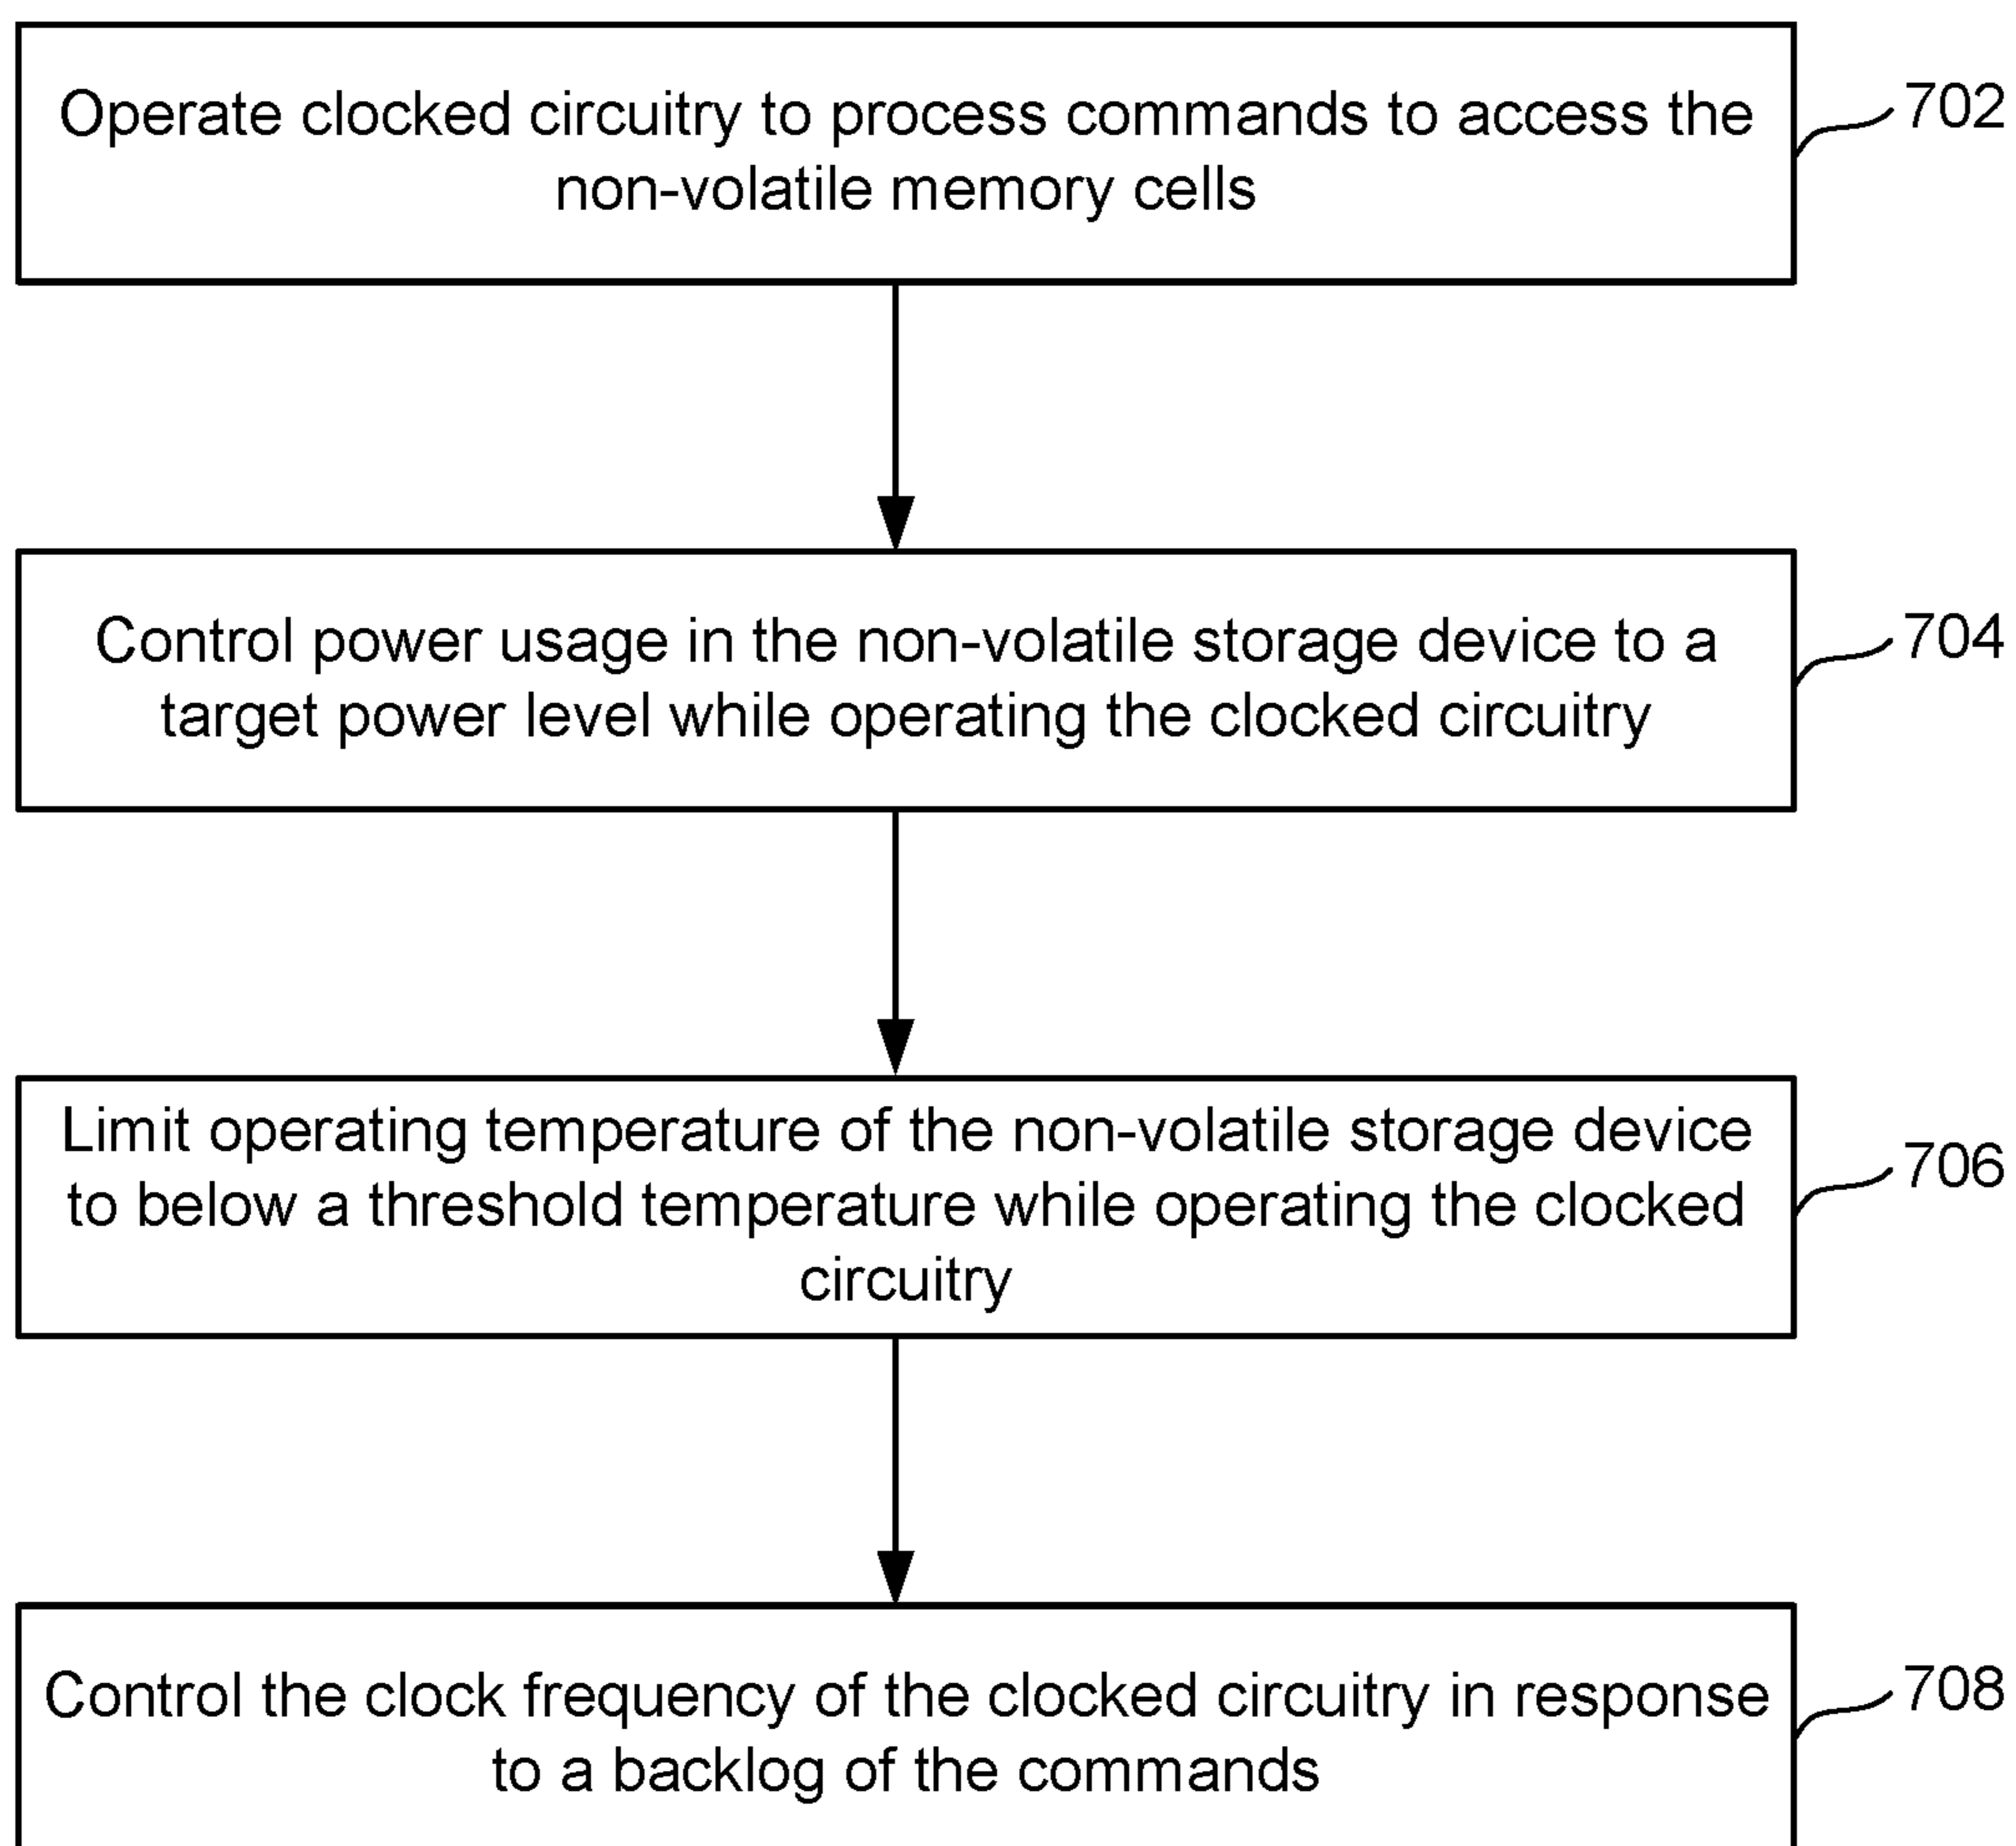 Operate clocked circuitry to process commands to access the
non-volatile memory cells
702
Control power usage in the non-volatile storage device to a
target power level while operating the clocked circuitry
704
Limit operating temperature of the non-volatile storage device
to below a threshold temperature while operating the clocked
circuitry
706
Control the clock frequency of the clocked circuitry in response
to a backlog of the commands
708